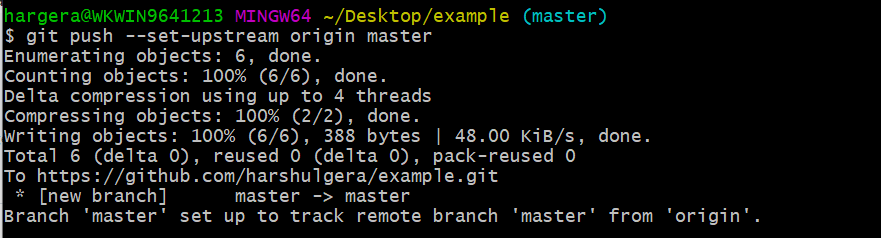 hargera@WKWIN9641213 MINGW64 ~/Desktop/example (master)
$ git push --set-upstream origin master
Enumerating objects: 6, done.
Counting objects: 100% (6/6), done.
Delta compression using up to 4 threads
Compressing objects: 100% (2/2), done.
Writing objects: 100% (6/6), 388 bytes | 48.00 KiB/s, done.
Total 6 (delta 0), reused 0 (delta 0), pack-reused 0
To https://github.com/harshulgera/example.git
 * [new branch]      master -> master
Branch 'master' set up to track remote branch 'master' from 'origin'.